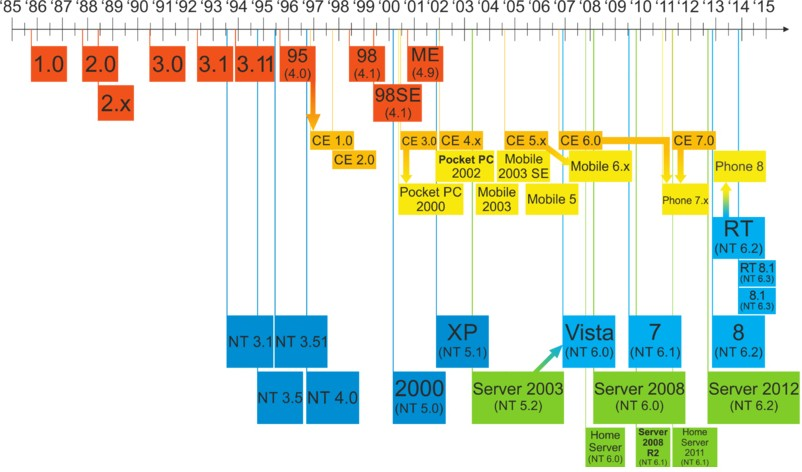 '85 '86 '87 '88 '89 '90 '91 '92 '93 '94 '95 '96 '97 '98 '99 '00 '01 '02 '03 '04 '05 '06 '07 '08 '09 '10 '11 '12 '13 '14 '15
1.0
2.0
3.0
3.1
3.11
95
(4.0)
98
(4.1)
ME
(4.9)
2.x
98SE
(4.1)
CE 1.0
CE 3.0
CE 4.x
CE 5.x
CE 6.0
CE 7.0
CE 2.0
Pocket PC
2002
Mobile
2003 SE
Mobile 6.x
Phone 8
Pocket PC
2000
Mobile
2003
Mobile 5
Phone 7.x
RT
(NT 6.2)
RT 8.1
(NT 6.3)
8.1
(NT 6.3)
NT 3.1
NT 3.51
XP
(NT 5.1)
Vista
(NT 6.0)
7
(NT 6.1)
8
(NT 6.2)
NT 3.5
NT 4.0
2000
(NT 5.0)
Server 2003
(NT 5.2)
Server 2008
(NT 6.0)
Server 2012
(NT 6.2)
Home
Server
(NT 6.0)
Server
2008
R2
(NT 6.1)
Home
Server
2011
(NT 6.1)